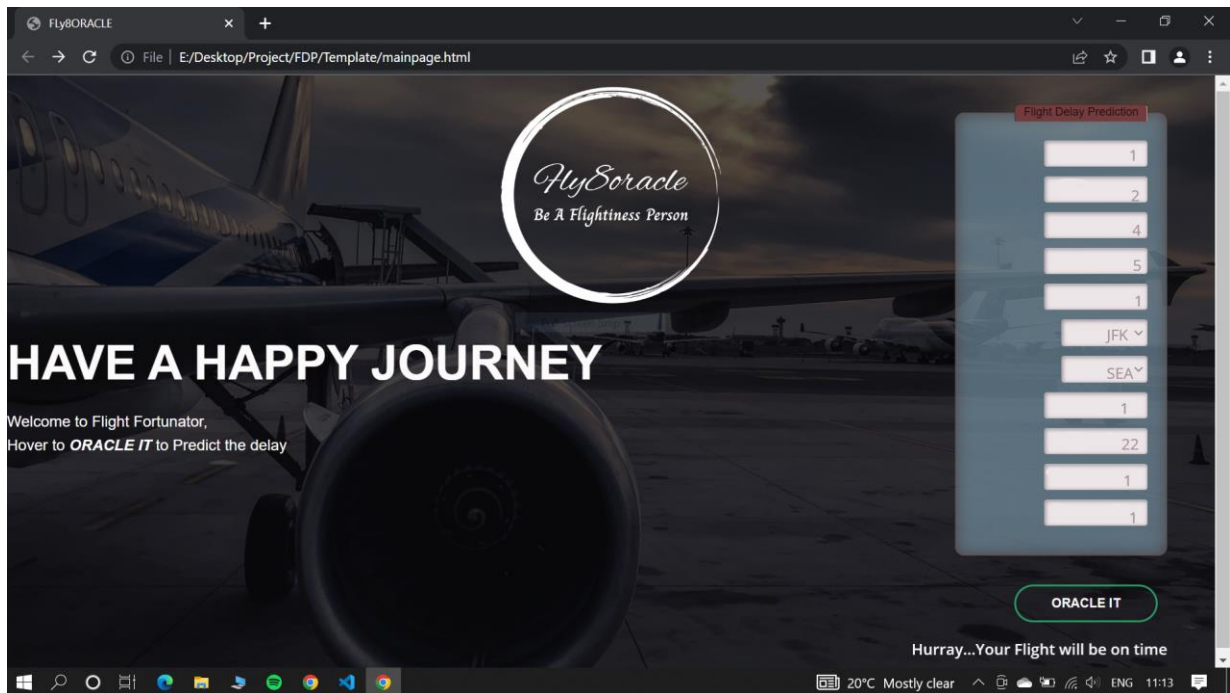 FLy8ORACLE
File | E:/Desktop/Project/FDP/Template/mainpage.html
Fly8oracle
Be A Flightiness Person
HAVE A HAPPY JOURNEY
Welcome to Flight Fortunator,
Hover to ORACLE IT to Predict the delay
Flight Delay Prediction
1
2
4
5
1
JFK
SEA
1
22
1
1
ORACLE IT
Hurray...Your Flight will be on time
20°C Mostly clear ENG 11:13